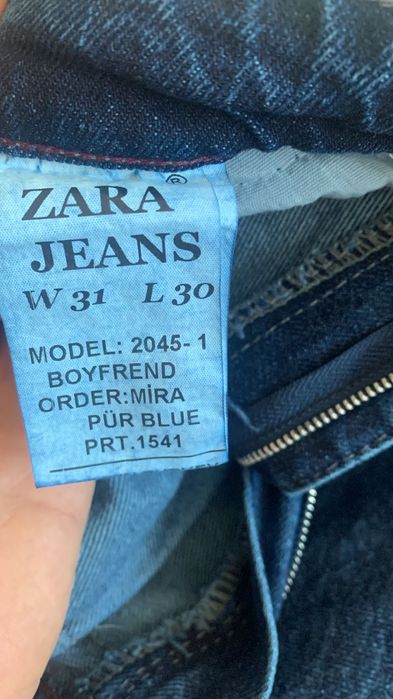 ZARA®
JEANS
W 31 L 30
MODEL: 2045-1
BOYFREND
ORDER:MİRA
PÜR BLUE
PRT.1541